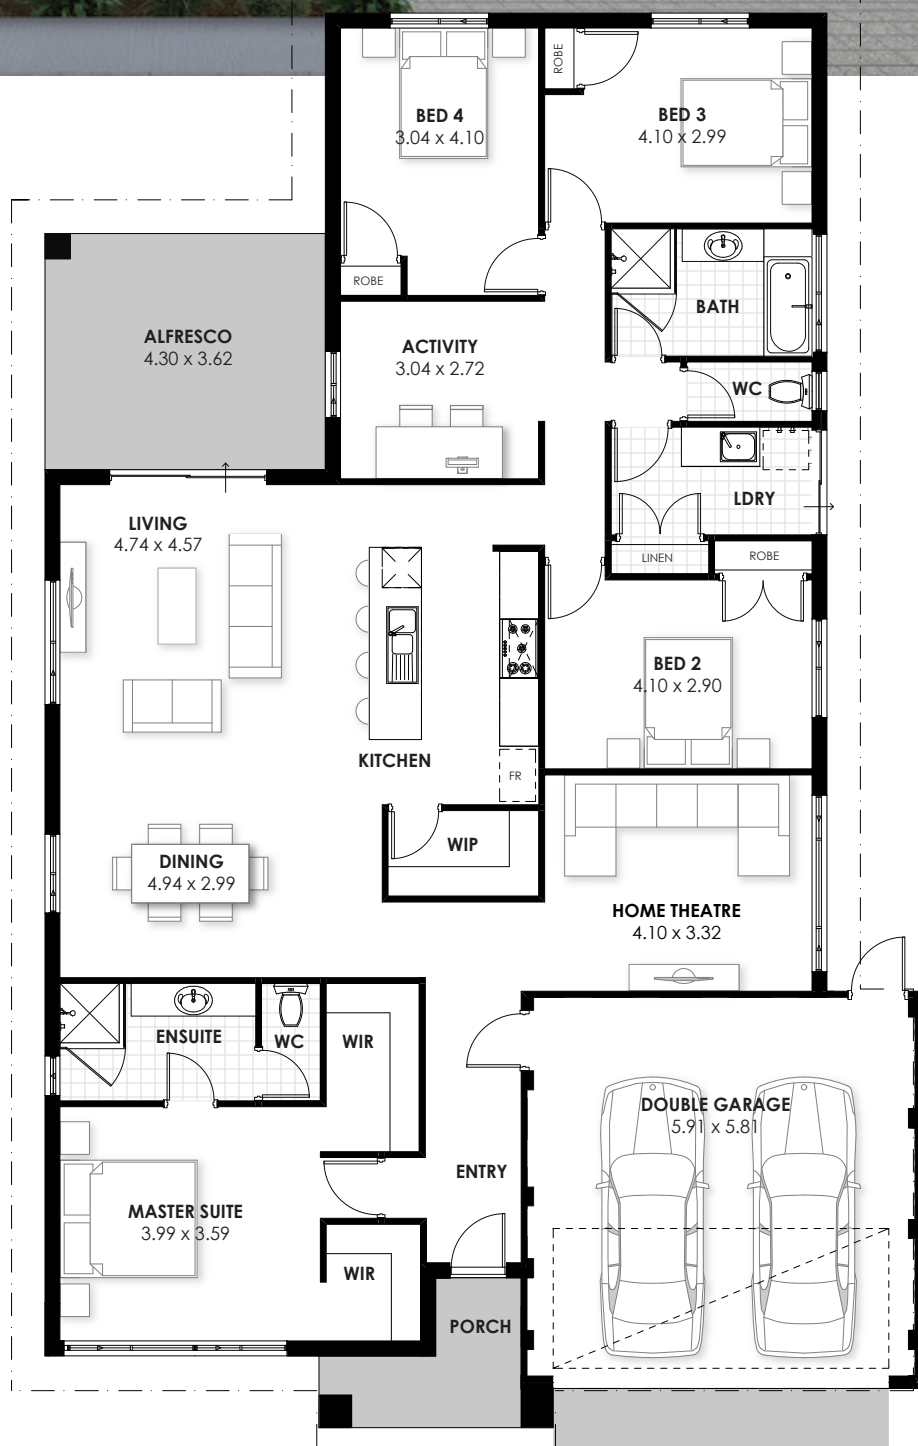 ROBE
BED 4
3.04 x 4.10
BED 3
4.10 x 2.99
ROBE
ALFRESCO
4.30 x 3.62
ACTIVITY
3.04 x 2.72
BATH
WC
LDRY
LIVING
4.74 x 4.57
LINEN
ROBE
BED 2
4.10 x 2.90
KITCHEN
FR
WIP
DINING
4.94 x 2.99
HOME THEATRE
4.10 x 3.32
ENSUITE
WC
WIR
DOUBLE GARAGE
5.91 x 5.81
ENTRY
MASTER SUITE
3.99 x 3.59
WIR
PORCH